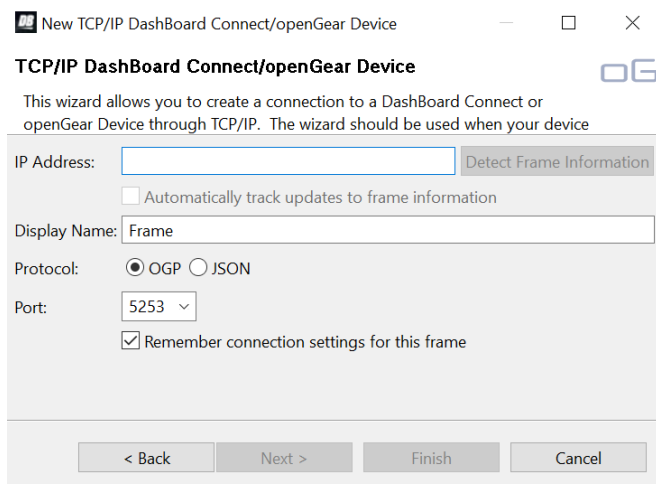 DB New TCP/IP DashBoard Connect/openGear Device
TCP/IP DashBoard Connect/openGear Device
oG
This wizard allows you to create a connection to a DashBoard Connect or
openGear Device through TCP/IP. The wizard should be used when your device
IP Address: Detect Frame Information
Automatically track updates to frame information
Display Name: Frame
Protocol: OGP JSON
Port: 5253
Remember connection settings for this frame
< Back Next > Finish Cancel